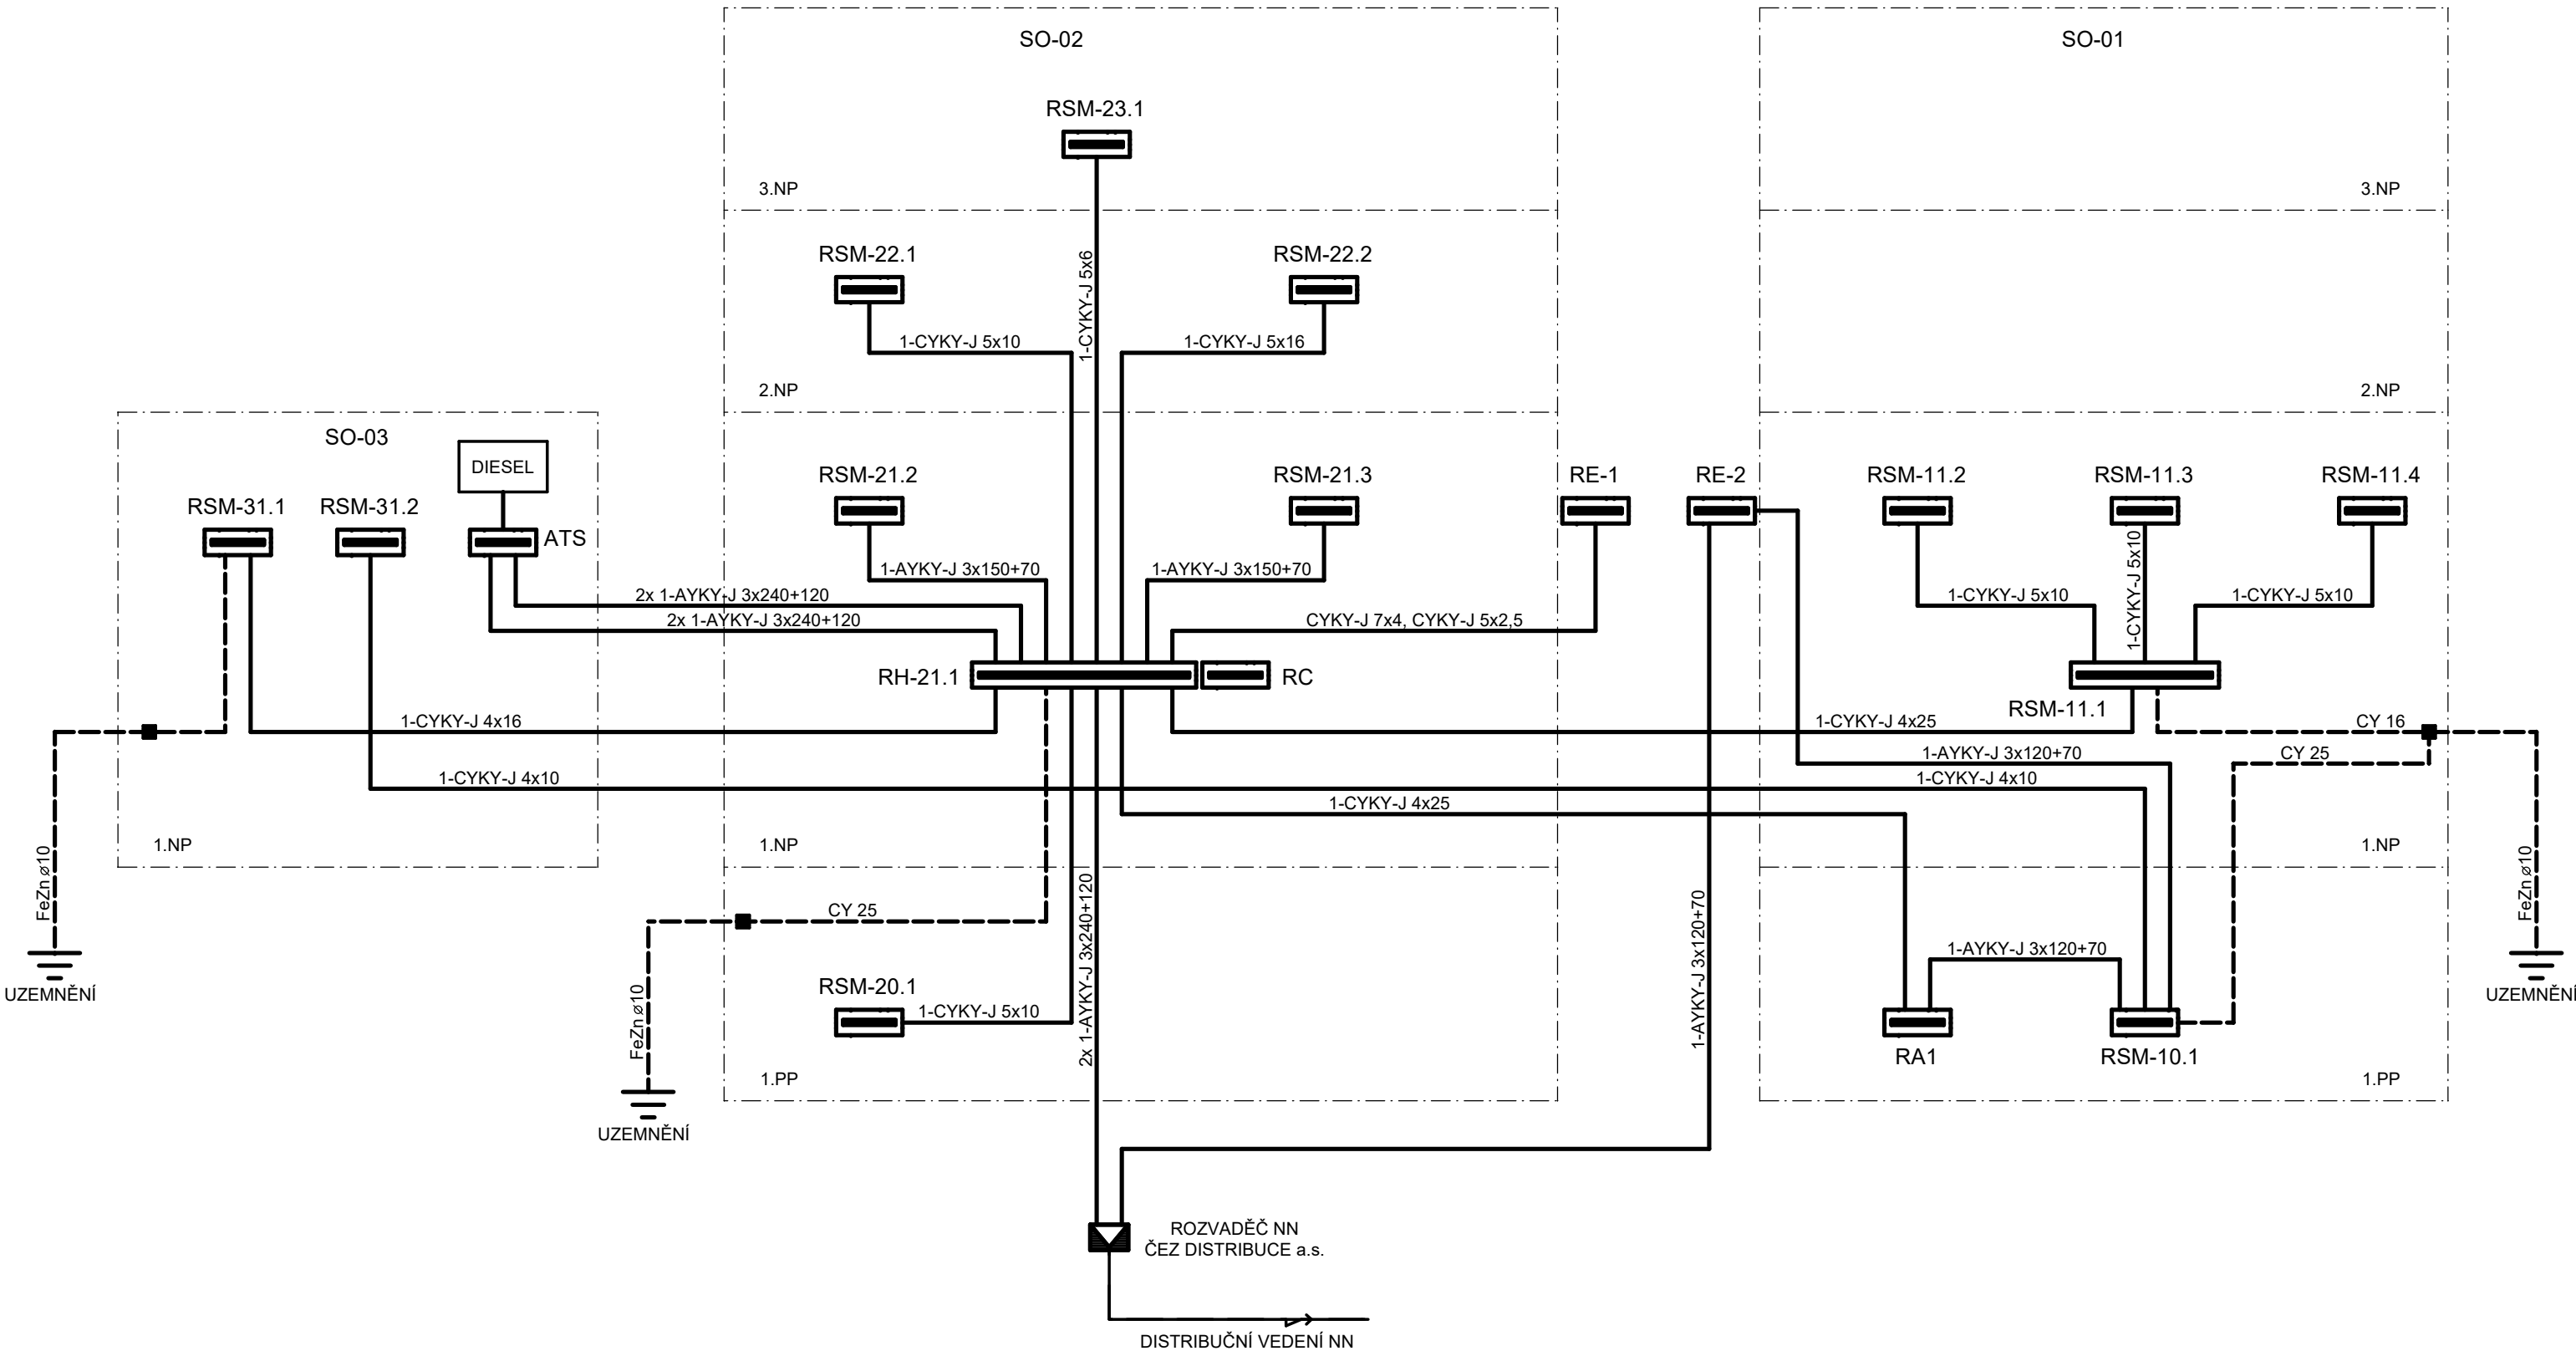 SO-02
SO-01
RSM-23.1
3.NP
3.NP
RSM-22.1
RSM-22.2
1-CYKY-J 5x6
1-CYKY-J 5x10
1-CYKY-J 5x16
2.NP
2.NP
SO-03
DIESEL
RSM-31.1
RSM-31.2
ATS
RSM-21.2
RSM-21.3
RE-1
RE-2
RSM-11.2
RSM-11.3
RSM-11.4
1-AYKY-J 3x150+70
1-AYKY-J 3x150+70
2x 1-AYKY-J 3x240+120
2x 1-AYKY-J 3x240+120
CYKY-J 7x4, CYKY-J 5x2,5
1-CYKY-J 5x10
1-CYKY-J 5x10
1-CYKY-J 5x10
RH-21.1
RC
RSM-11.1
1-CYKY-J 4x16
1-CYKY-J 4x25
CY 16
1-AYKY-J 3x120+70
CY 25
1-CYKY-J 4x10
1-CYKY-J 4x10
1-CYKY-J 4x25
1.NP
1.NP
1.NP
FeZn ⌀10
FeZn ⌀10
CY 25
2x 1-AYKY-J 3x240+120
1-AYKY-J 3x120+70
1-AYKY-J 3x120+70
UZEMNĚNÍ
UZEMNĚNÍ
RSM-20.1
1-CYKY-J 5x10
FeZn ⌀10
RA1
RSM-10.1
1.PP
1.PP
UZEMNĚNÍ
ROZVADĚČ NN
ČEZ DISTRIBUCE a.s.
DISTRIBUČNÍ VEDENÍ NN